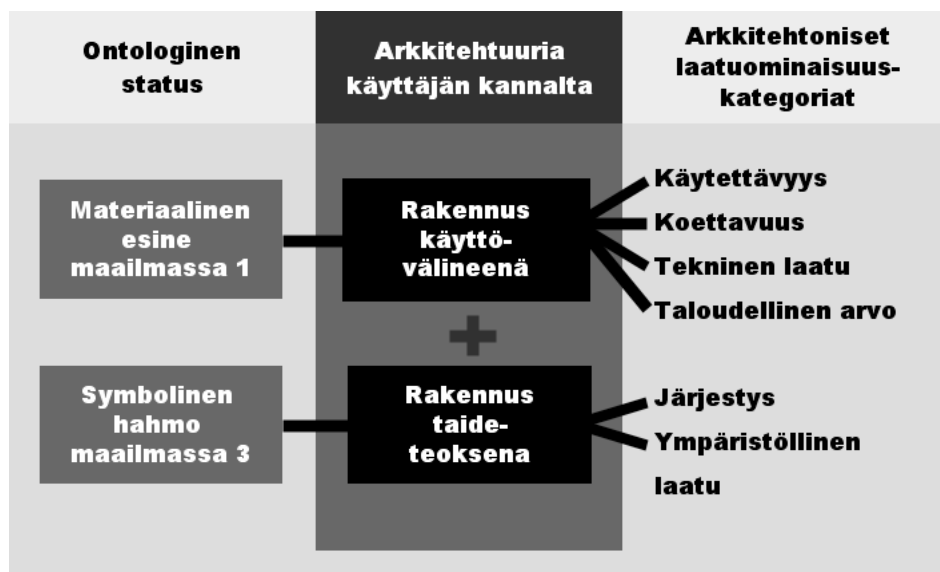 Ontologinen
status
Arkkitehtuuria
käyttäjän kannalta
Arkkitehtoniset
laatuominaisuus-
kategoriat
Materiaalinen
esine
maailmassa 1
Rakennus
käyttö-
välineenä
Käytettävyys
Koettavuus
Tekninen laatu
Taloudellinen arvo
+
Symbolinen
hahmo
maailmassa 3
Rakennus
taide-
teoksena
Järjestys
Ympäristöllinen
laatu